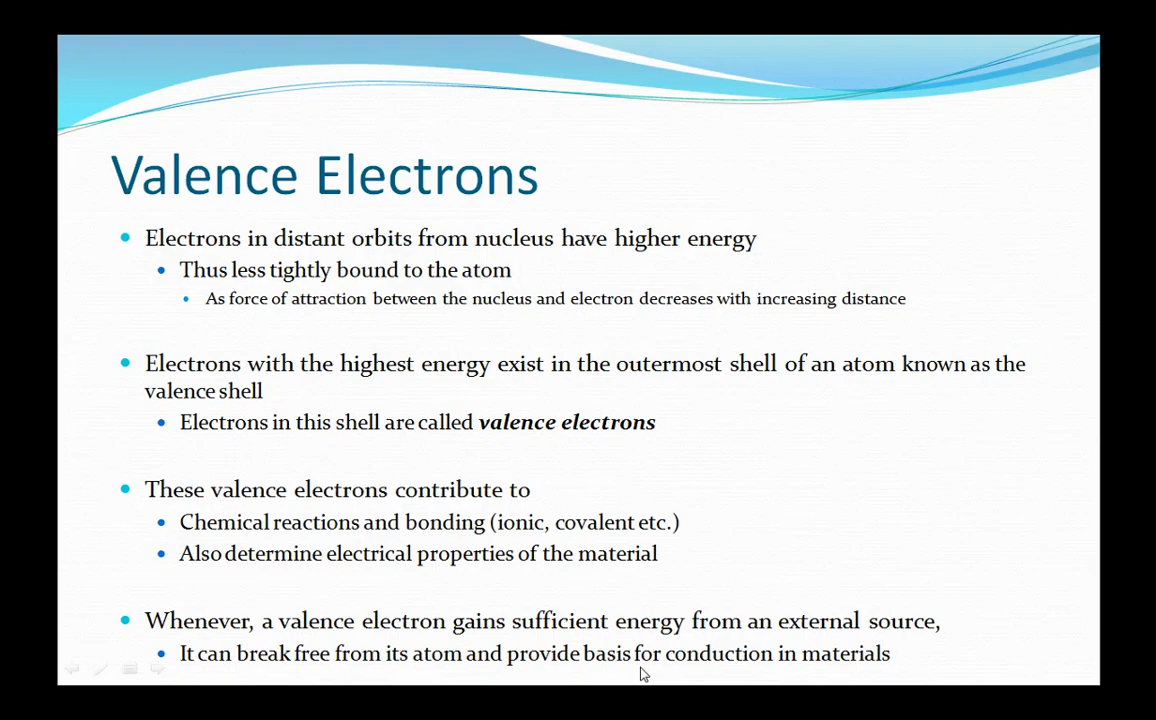 Valence Electrons
Electrons in distant orbits from nucleus have higher energy
Thus less tightly bound to the atom
As force of attraction between the nucleus and electron decreases with increasing distance
Electrons with the highest energy exist in the outermost shell of an atom known as the
valence shell
Electrons in this shell are called valence electrons
These valence electrons contribute to
Chemical reactions and bonding (ionic, covalent etc.)
Also determine electrical properties of the material
Whenever, a valence electron gains sufficient energy from an external source,
It can break free from its atom and provide basis for conduction in materials